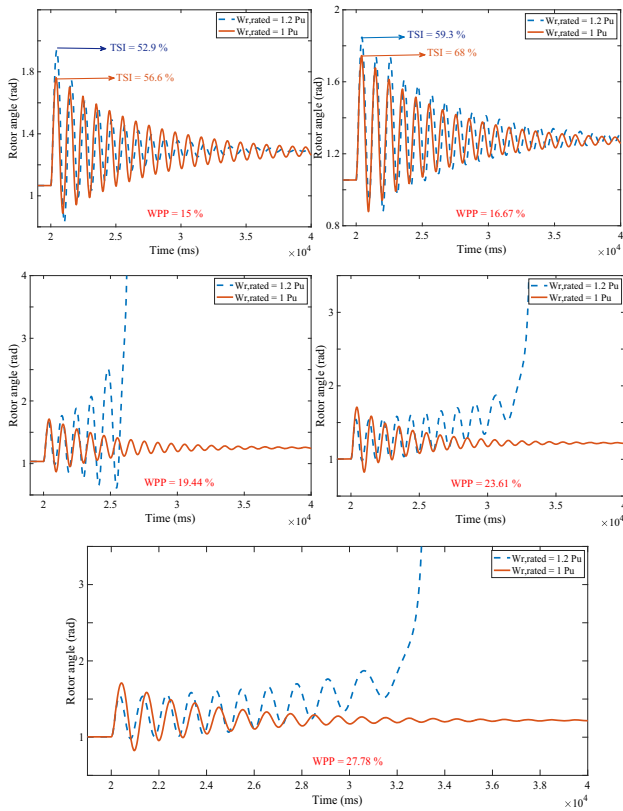 Wr,rated = 1.2 Pu
Wr,rated = 1 Pu
TSI = 52.9 %
TSI = 56.6 %
Rotor angle (rad)
1.8
1.4
1
WPP = 15 %
2
2.5
3
3.5
4
Time (ms)
×10⁴
Wr,rated = 1.2 Pu
Wr,rated = 1 Pu
TSI = 59.3 %
TSI = 68 %
Rotor angle (rad)
2
1.6
1.2
0.8
WPP = 16.67 %
2
2.5
3
3.5
4
Time (ms)
×10⁴
Wr,rated = 1.2 Pu
Wr,rated = 1 Pu
Rotor angle (rad)
4
3
2
1
WPP = 19.44 %
2
2.5
3
3.5
4
Time (ms)
×10⁴
Wr,rated = 1.2 Pu
Wr,rated = 1 Pu
Rotor angle (rad)
3
2
1
WPP = 23.61 %
2
2.5
3
3.5
4
Time (ms)
×10⁴
Wr,rated = 1.2 Pu
Wr,rated = 1 Pu
Rotor angle (rad)
3
2
1
WPP = 27.78 %
2
2.2
2.4
2.6
2.8
3
3.2
3.4
3.6
3.8
4
Time (ms)
×10⁴